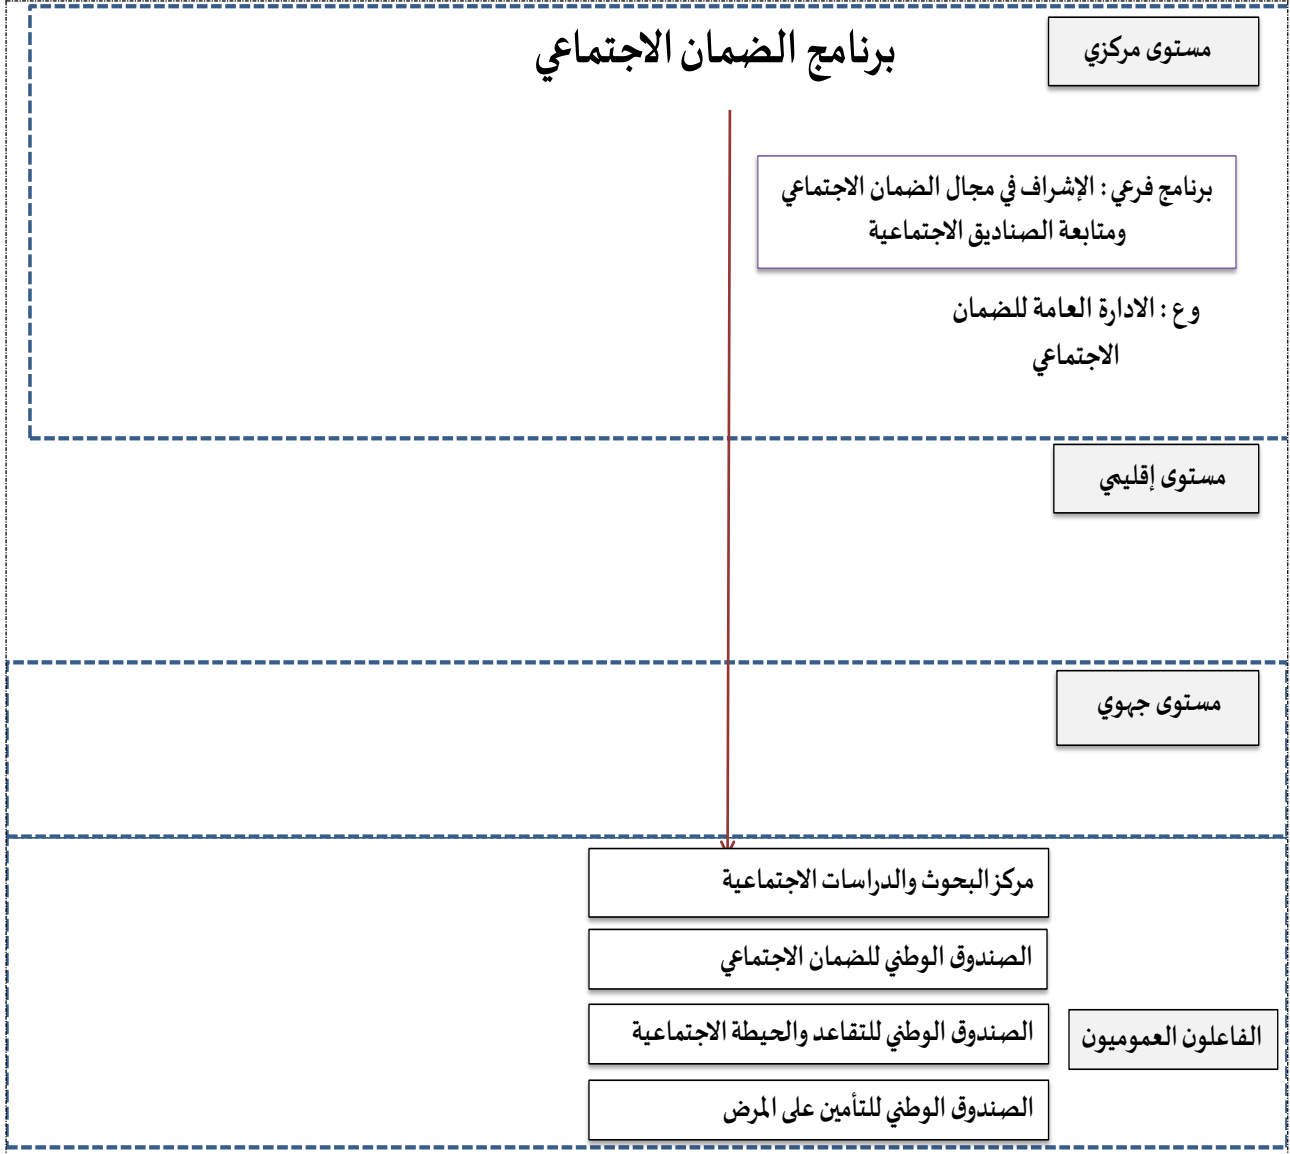 مستوى مركزي
برنامج الضمان الاجتماعي
برنامج فرعي : الإشراف في مجال الضمان الاجتماعي
ومتابعة الصناديق الاجتماعية
وع : الادارة العامة للضمان
الاجتماعي
مستوى إقليمي
مستوى جهوي
مركز البحوث والدراسات الاجتماعية
الصندوق الوطني للضمان الاجتماعي
الصندوق الوطني للتقاعد والحيطة الاجتماعية
الفاعلون العموميون
الصندوق الوطني للتأمين على المرض